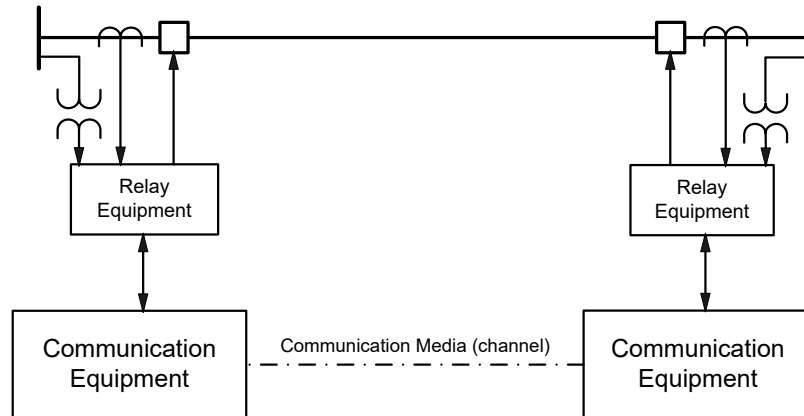 Relay
Equipment
Relay
Equipment
Communication Media (channel)
Communication
Equipment
Communication
Equipment